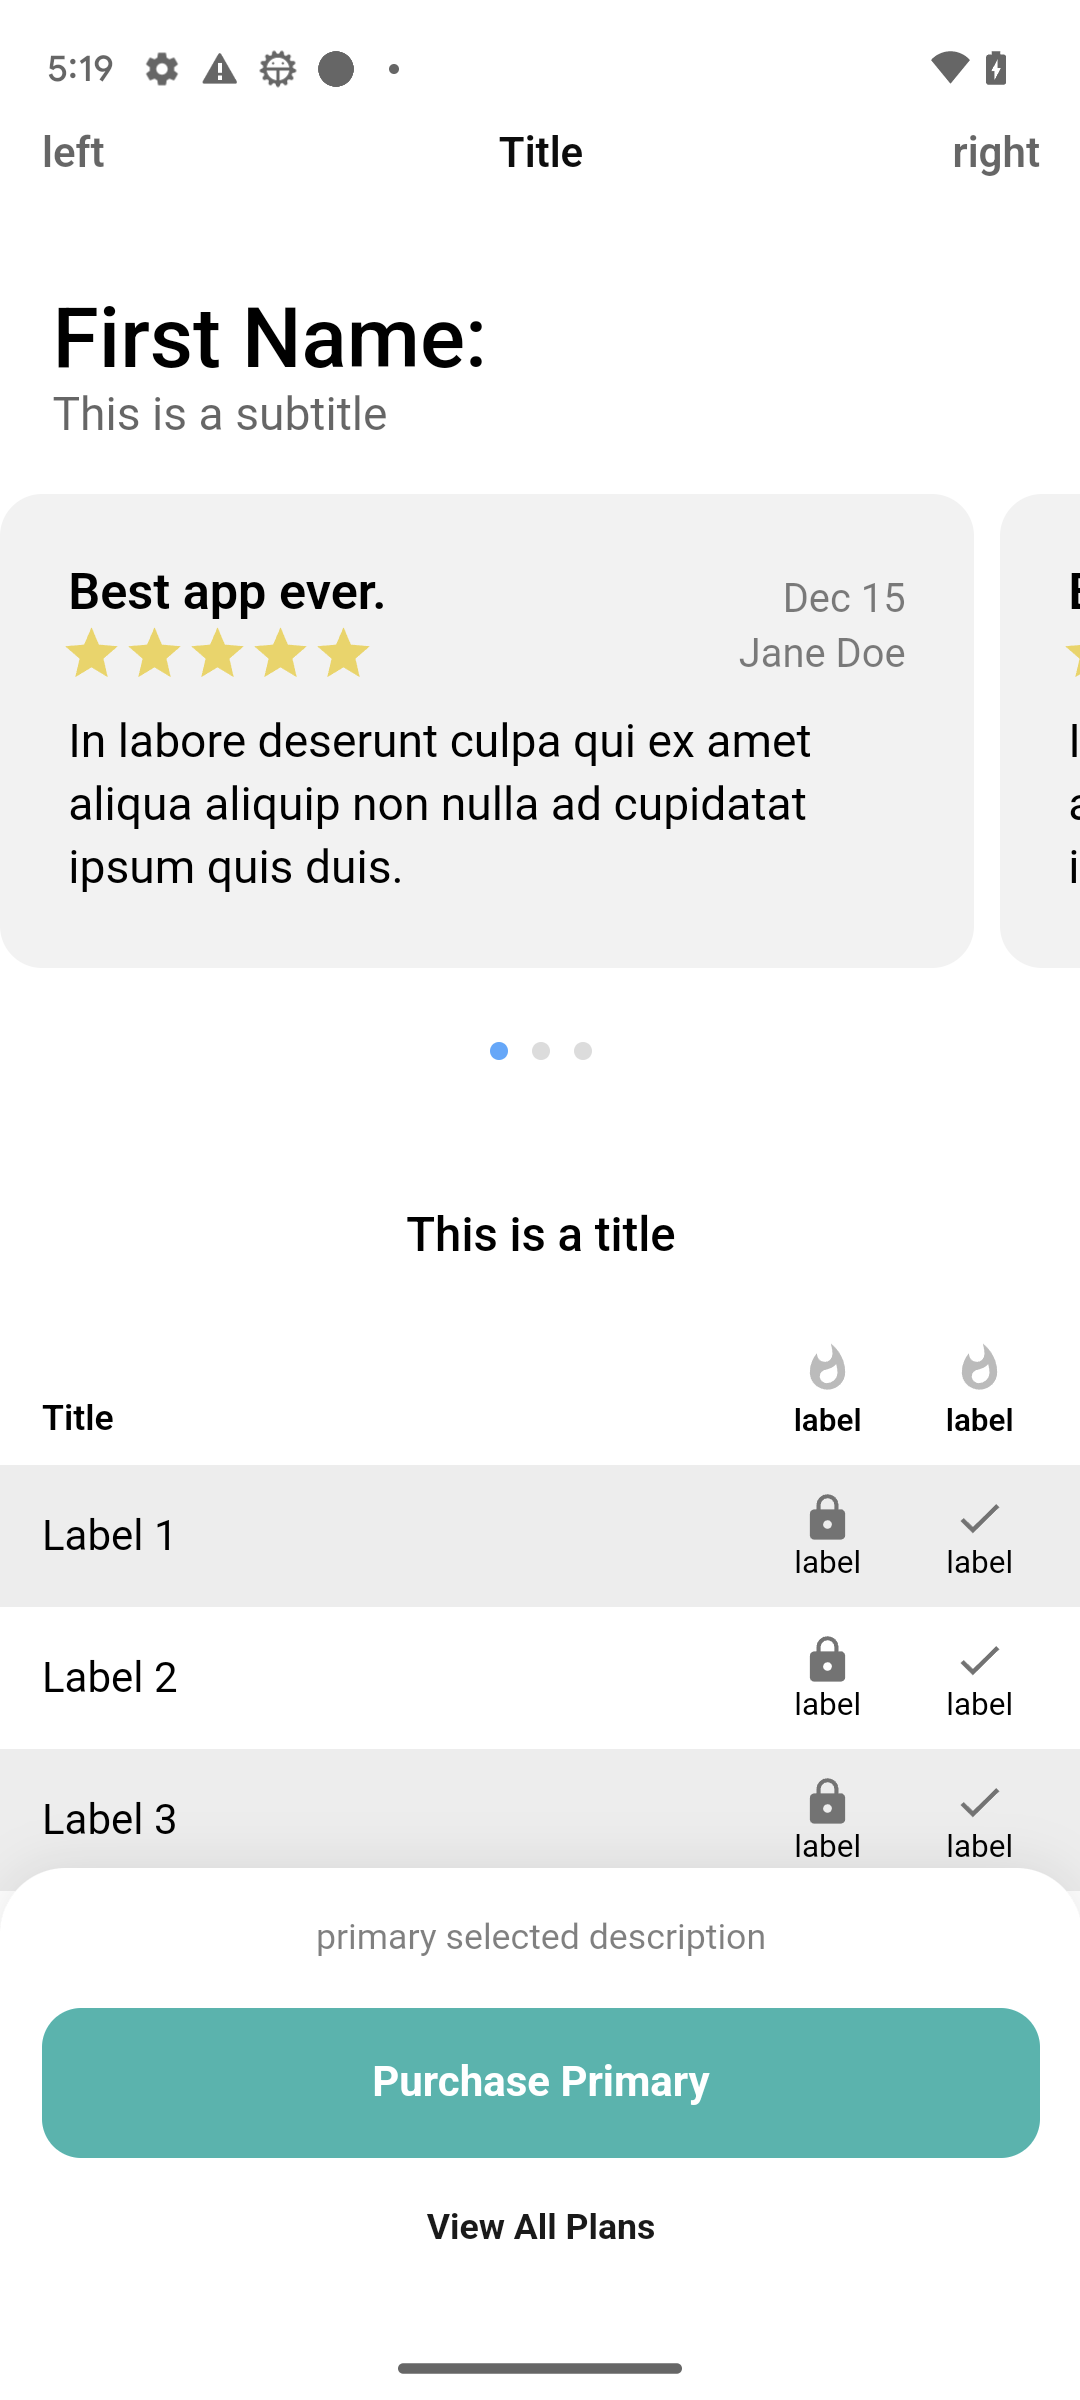 5:19
left Title right
First Name:
This is a subtitle
Best app ever.
Dec 15
Jane Doe
In labore deserunt culpa qui ex amet
aliqua aliquip non nulla ad cupidatat
ipsum quis duis.
This is a title
Title label label
Label 1 label label
Label 2 label label
Label 3 label label
primary selected description
Purchase Primary
View All Plans